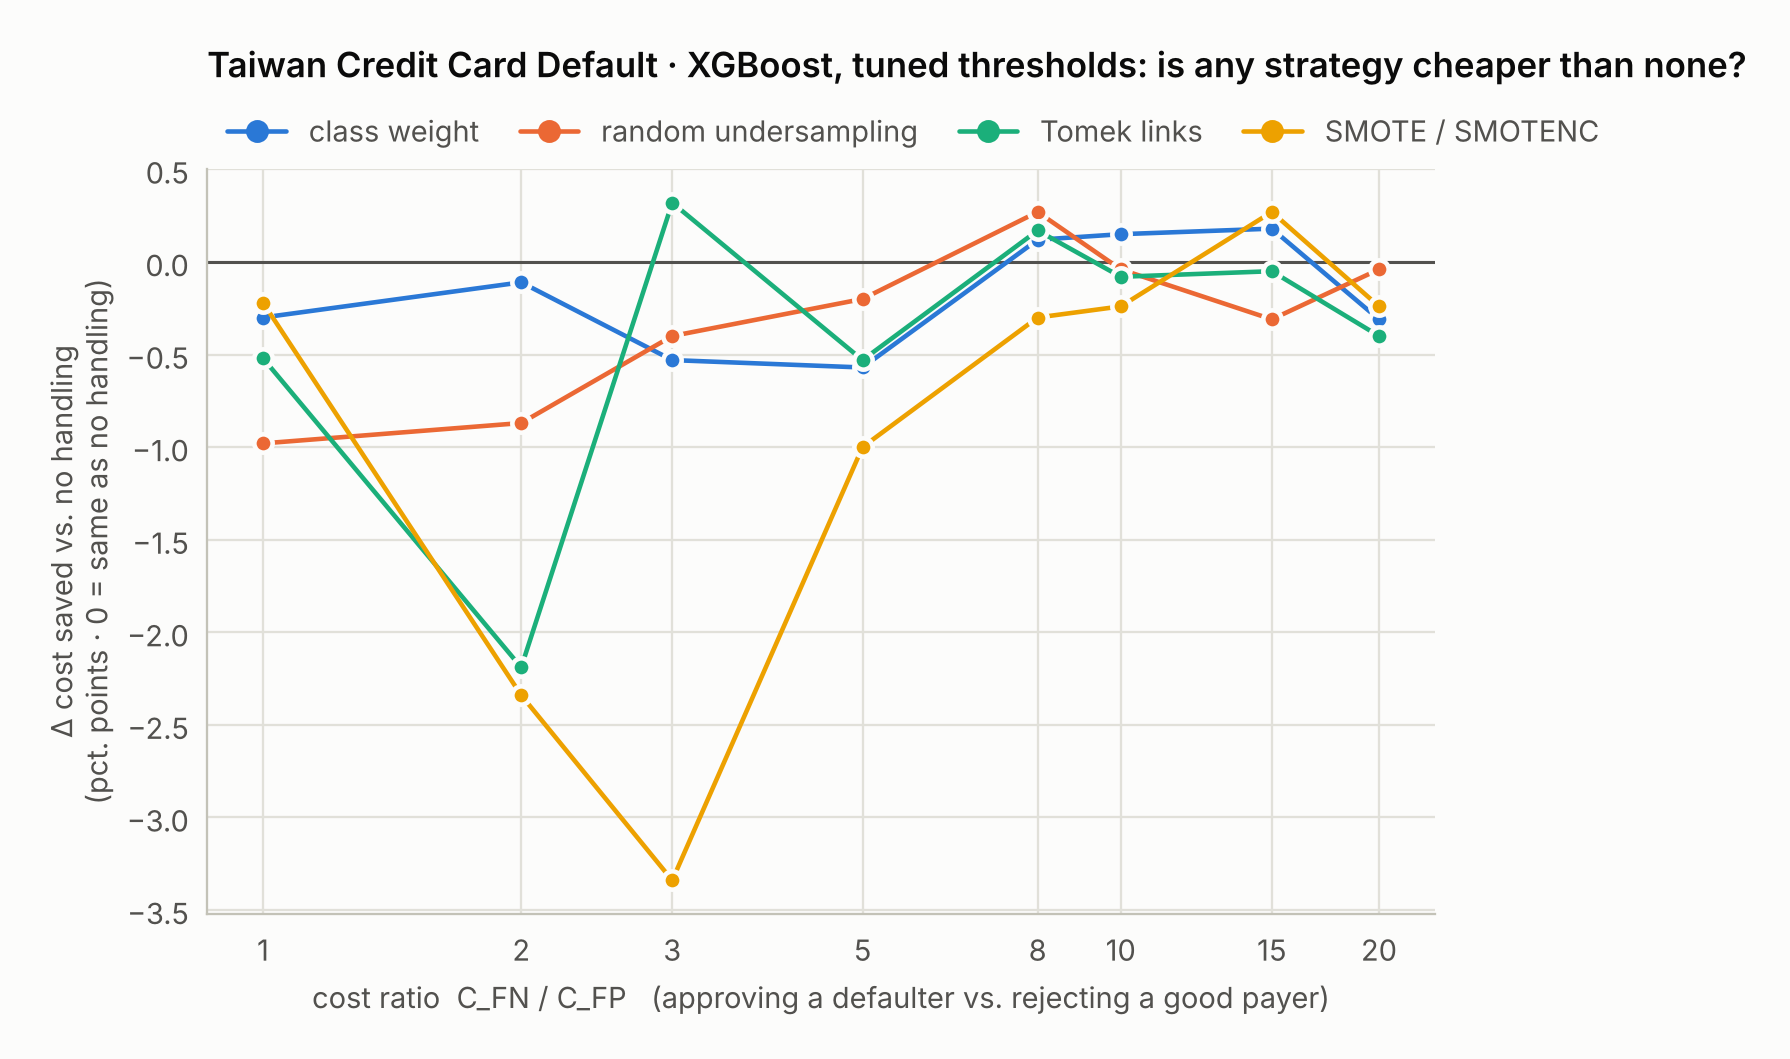 Taiwan Credit Card Default · XGBoost, tuned thresholds: is any strategy cheaper than none?
class weight random undersampling Tomek links SMOTE / SMOTENC
0.5
0.0
−0.5
−1.0
−1.5
−2.0
−2.5
−3.0
−3.5
Δ cost saved vs. no handling
(pct. points · 0 = same as no handling)
1 2 3 5 8 10 15 20
cost ratio C_FN / C_FP (approving a defaulter vs. rejecting a good payer)